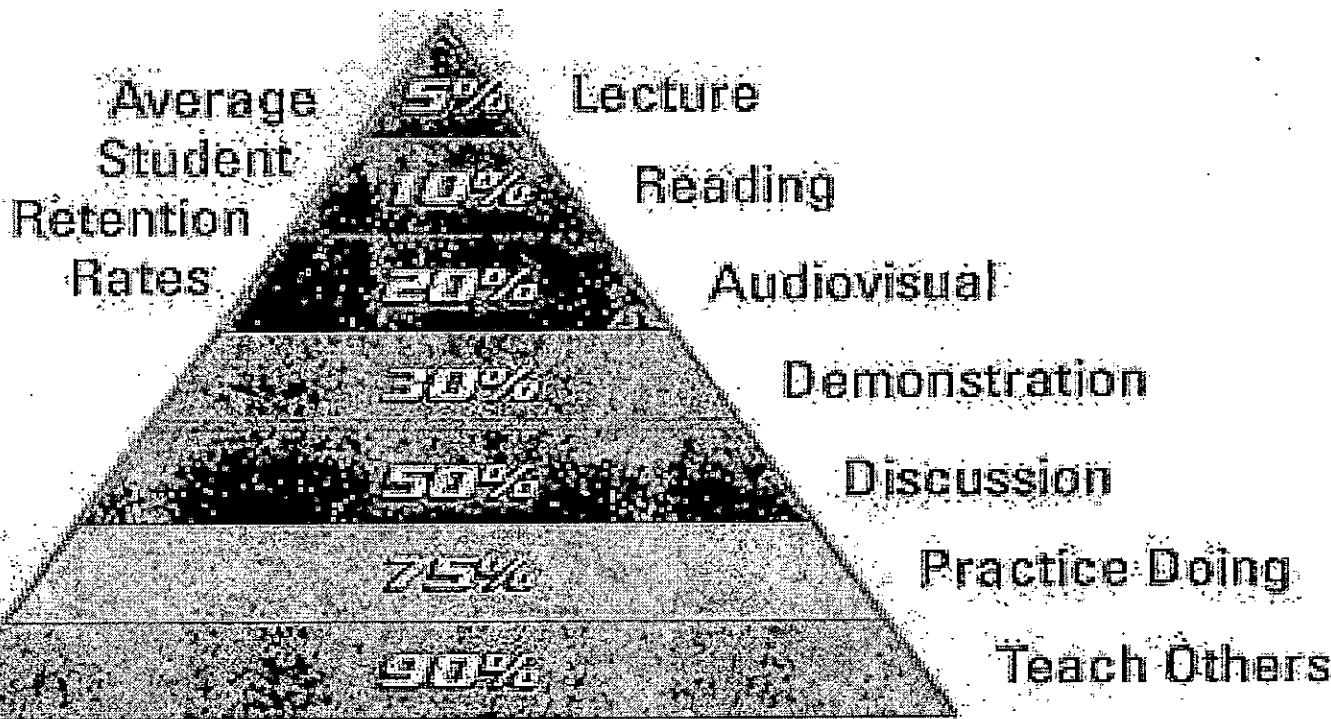 Average
Student
Retention
Rates
5% Lecture
10% Reading
20% Audiovisual
30% Demonstration
50% Discussion
75% Practice Doing
90% Teach Others